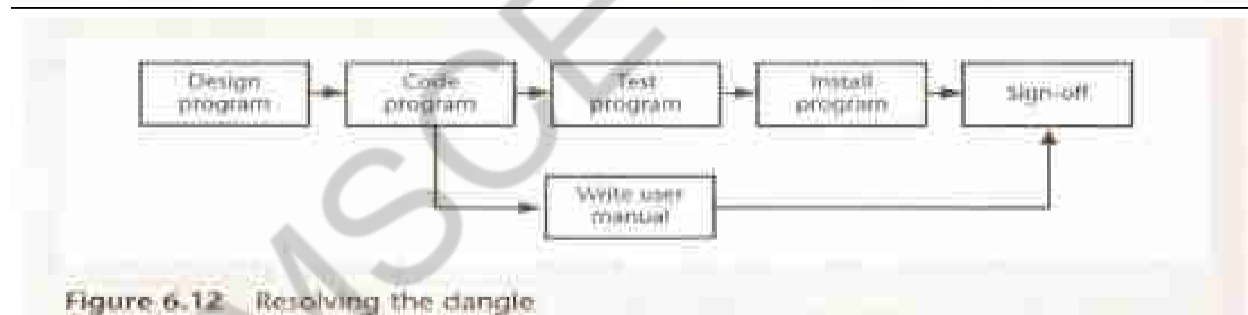 Design
program
Code
program
Test
program
Install
program
Sign-off
Write user
manual
MSCE
Figure 6.12 Resolving the dangle